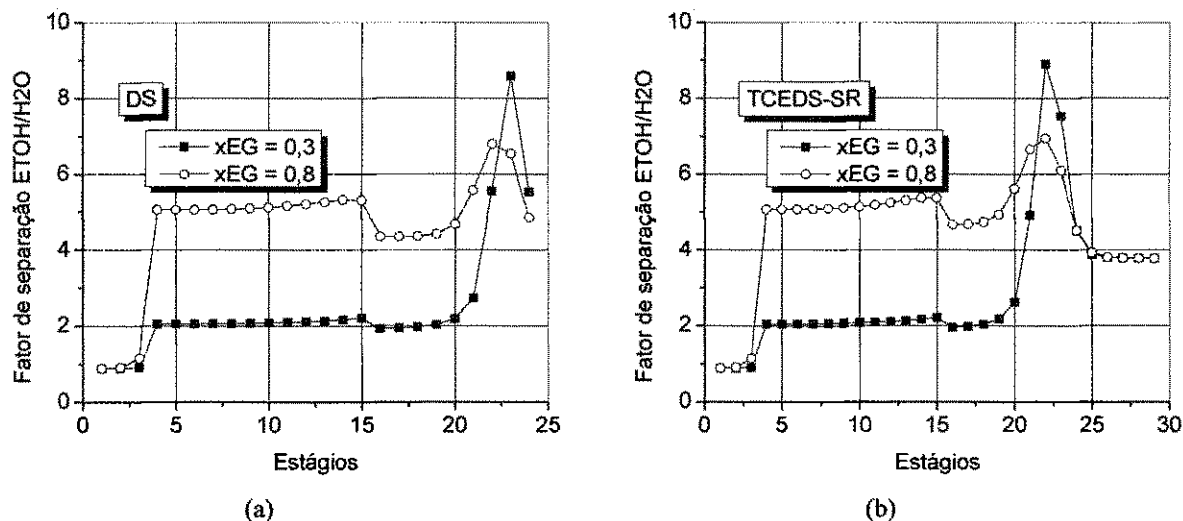 10
8
6
4
2
0
Fator de separação ETOH/H2O
DS
xEG = 0,3
xEG = 0,8
0 5 10 15 20 25
Estágios
(a)
10
8
6
4
2
0
Fator de separação ETOH/H2O
TCEDS-SR
xEG = 0,3
xEG = 0,8
0 5 10 15 20 25 30
Estágios
(b)